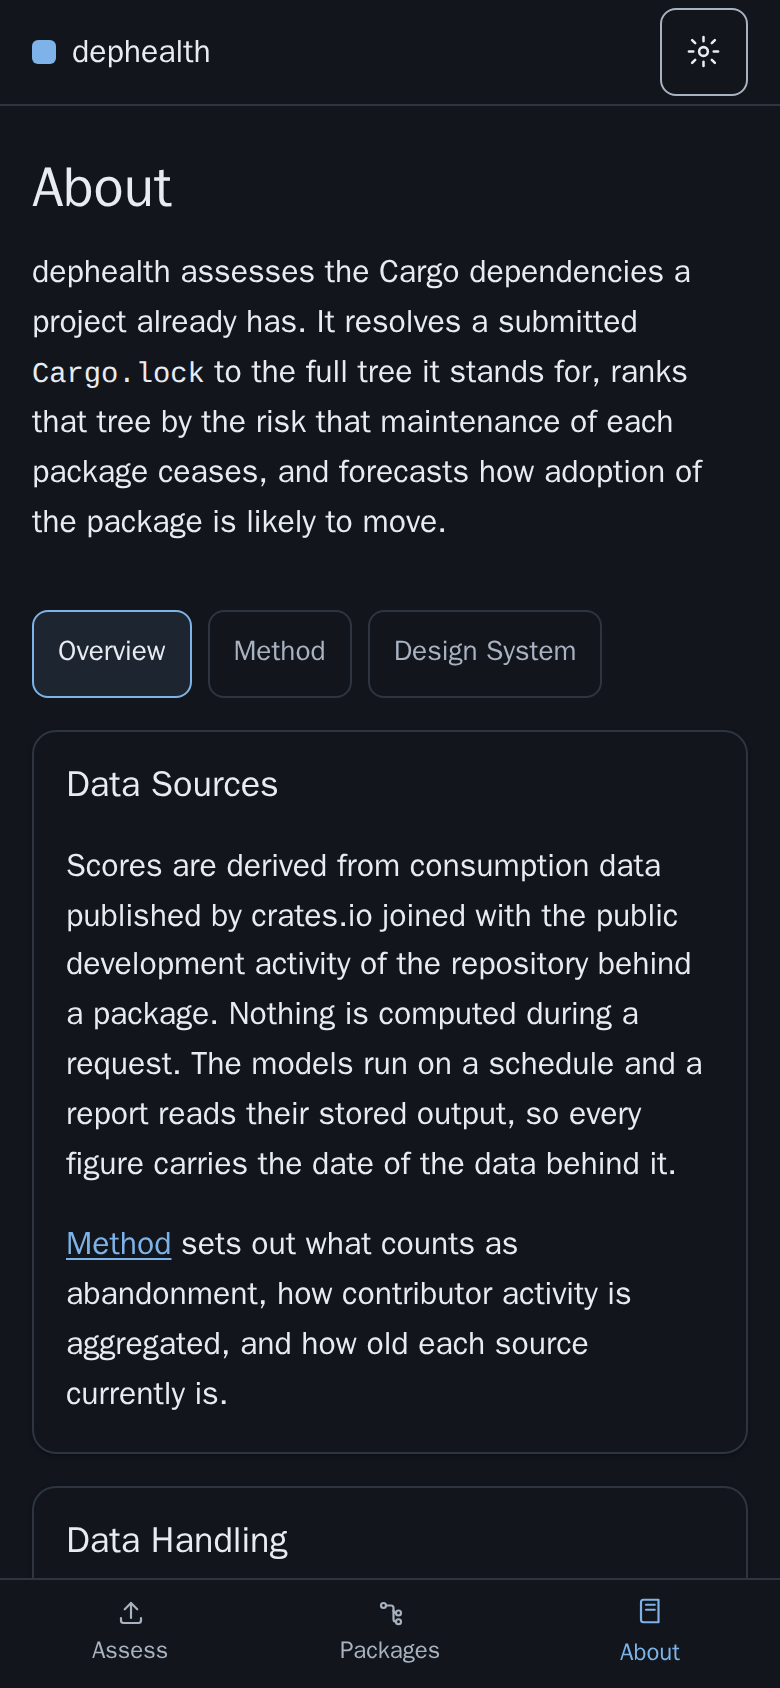 dephealth
About
dephealth assesses the Cargo dependencies a
project already has. It resolves a submitted
Cargo.lock to the full tree it stands for, ranks
that tree by the risk that maintenance of each
package ceases, and forecasts how adoption of
the package is likely to move.
Overview Method Design System
Data Sources
Scores are derived from consumption data
published by crates.io joined with the public
development activity of the repository behind
a package. Nothing is computed during a
request. The models run on a schedule and a
report reads their stored output, so every
figure carries the date of the data behind it.
Method sets out what counts as
abandonment, how contributor activity is
aggregated, and how old each source
currently is.
Data Handling
Assess Packages About